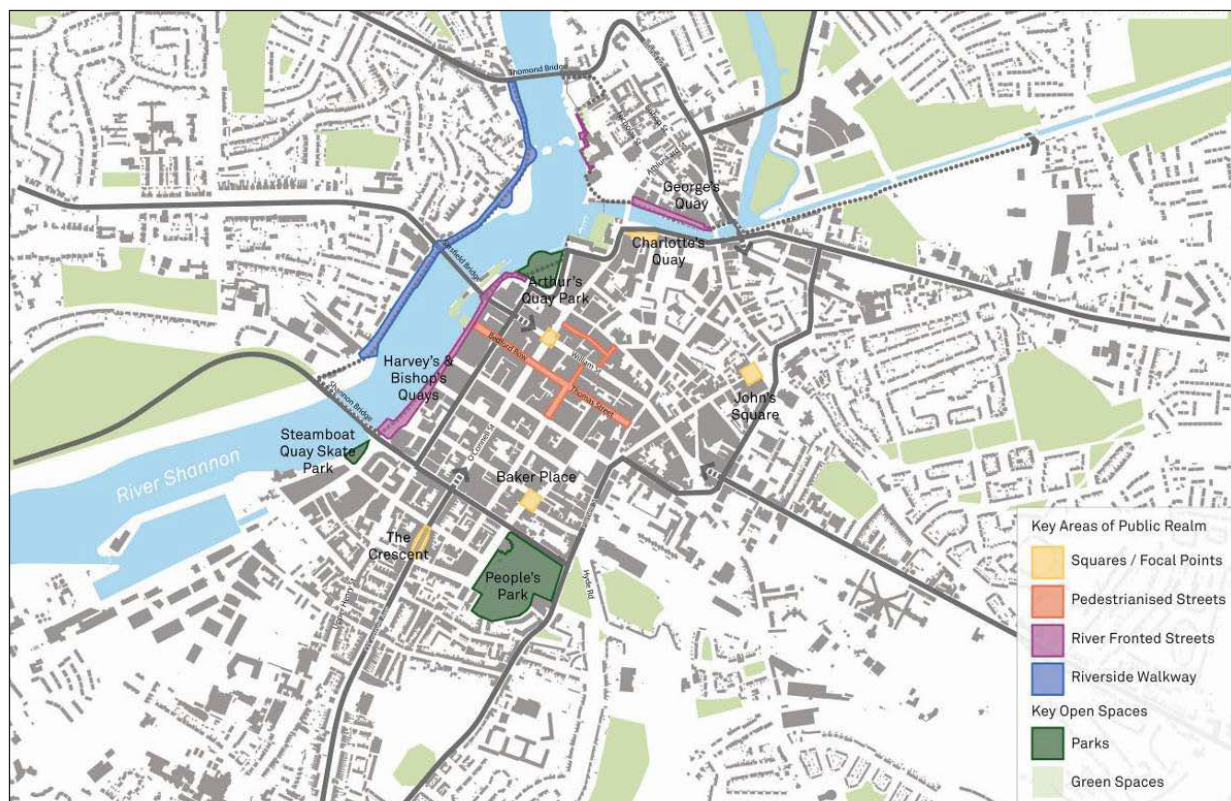 Thomond Bridge
George's
Quay
Charlotte's
Quay
Sarsfield Bridge
Arthur's
Quay Park
Bedford Row
William St
Harvey's &
Bishop's
Quays
Thomas Street
John's
Square
Shannon Bridge
Steamboat
Quay Skate
Park
River Shannon
O'Connell St
Baker Place
The
Crescent
People's
Park
Hyde Rd
Key Areas of Public Realm
Squares / Focal Points
Pedestrianised Streets
River Fronted Streets
Riverside Walkway
Key Open Spaces
Parks
Green Spaces